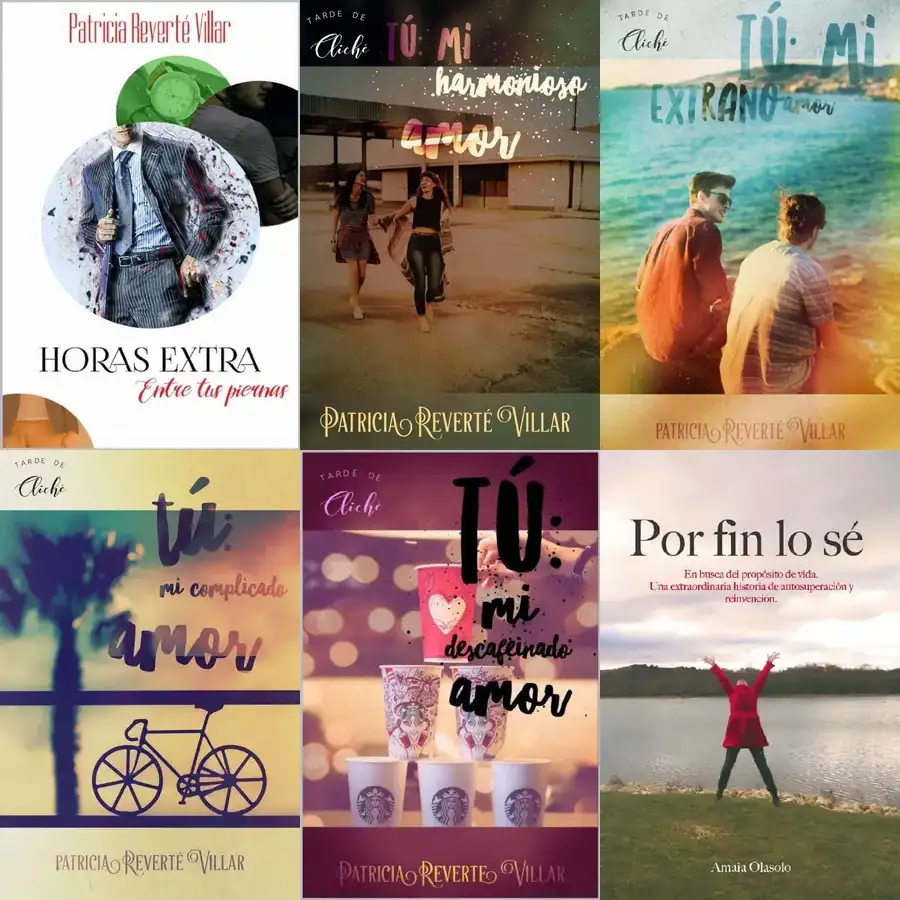 Patricia Reverté Villar
HORAS EXTRA
Entre tus piernas
TARDE DE
Cliché
TÚ: Mi
harmonioso
amor
PATRICIA REVERTÉ VILLAR
TARDE DE
Cliché
TÚ: Mi
EXTRAÑO amor
PATRICIA REVERTÉ VILLAR
TARDE DE
Cliché
tú:
mi complicado
amor
PATRICIA REVERTÉ VILLAR
TARDE DE
Cliché
TÚ:
mi
descafeinado
amor
PATRICIA REVERTÉ VILLAR
Por fin lo sé
En busca del propósito de vida.
Una extraordinaria historia de autosuperación y
reinvención.
Amaia Olasolo